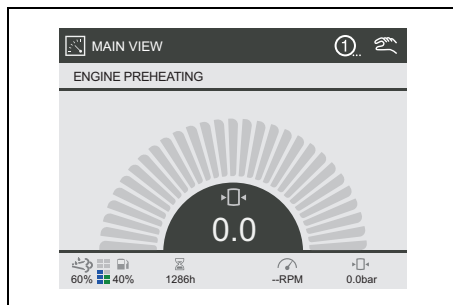 MAIN VIEW
1...
ENGINE PREHEATING
0.0
60% 40% 1286h --RPM 0.0bar